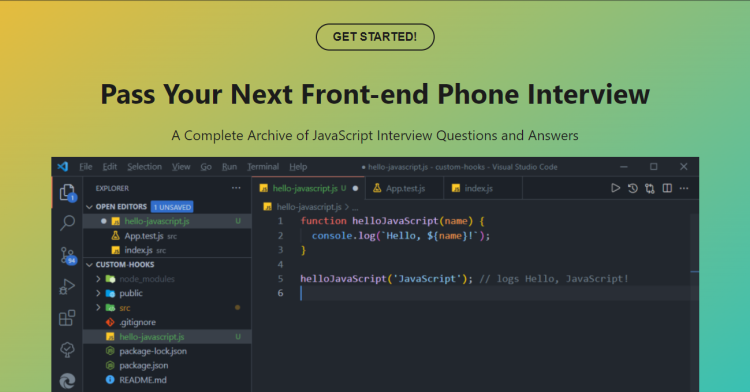 GET STARTED!
Pass Your Next Front-end Phone Interview
A Complete Archive of JavaScript Interview Questions and Answers
File Edit Selection View Go Run Terminal Help
● hello-javascript.js - custom-hooks - Visual Studio Code
EXPLORER ···
hello-javascript.js U ●
App.test.js
index.js
1
OPEN EDITORS 1 UNSAVED
● hello-javascript.js U
App.test.js src
index.js src
94
CUSTOM-HOOKS
node_modules
public
src
.gitignore
hello-javascript.js U
package-lock.json
package.json
README.md
hello-javascript.js > ...
1 function helloJavaScript(name) {
2 console.log(`Hello, ${name}!`);
3 }
4
5 helloJavaScript('JavaScript'); // logs Hello, JavaScript!
6